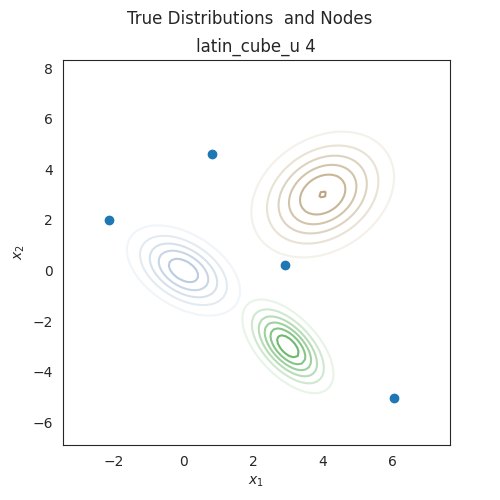 True Distributions  and Nodes
latin_cube_u 4
8
6
4
2
0
−2
−4
−6
x₂
−2 0 2 4 6
x₁